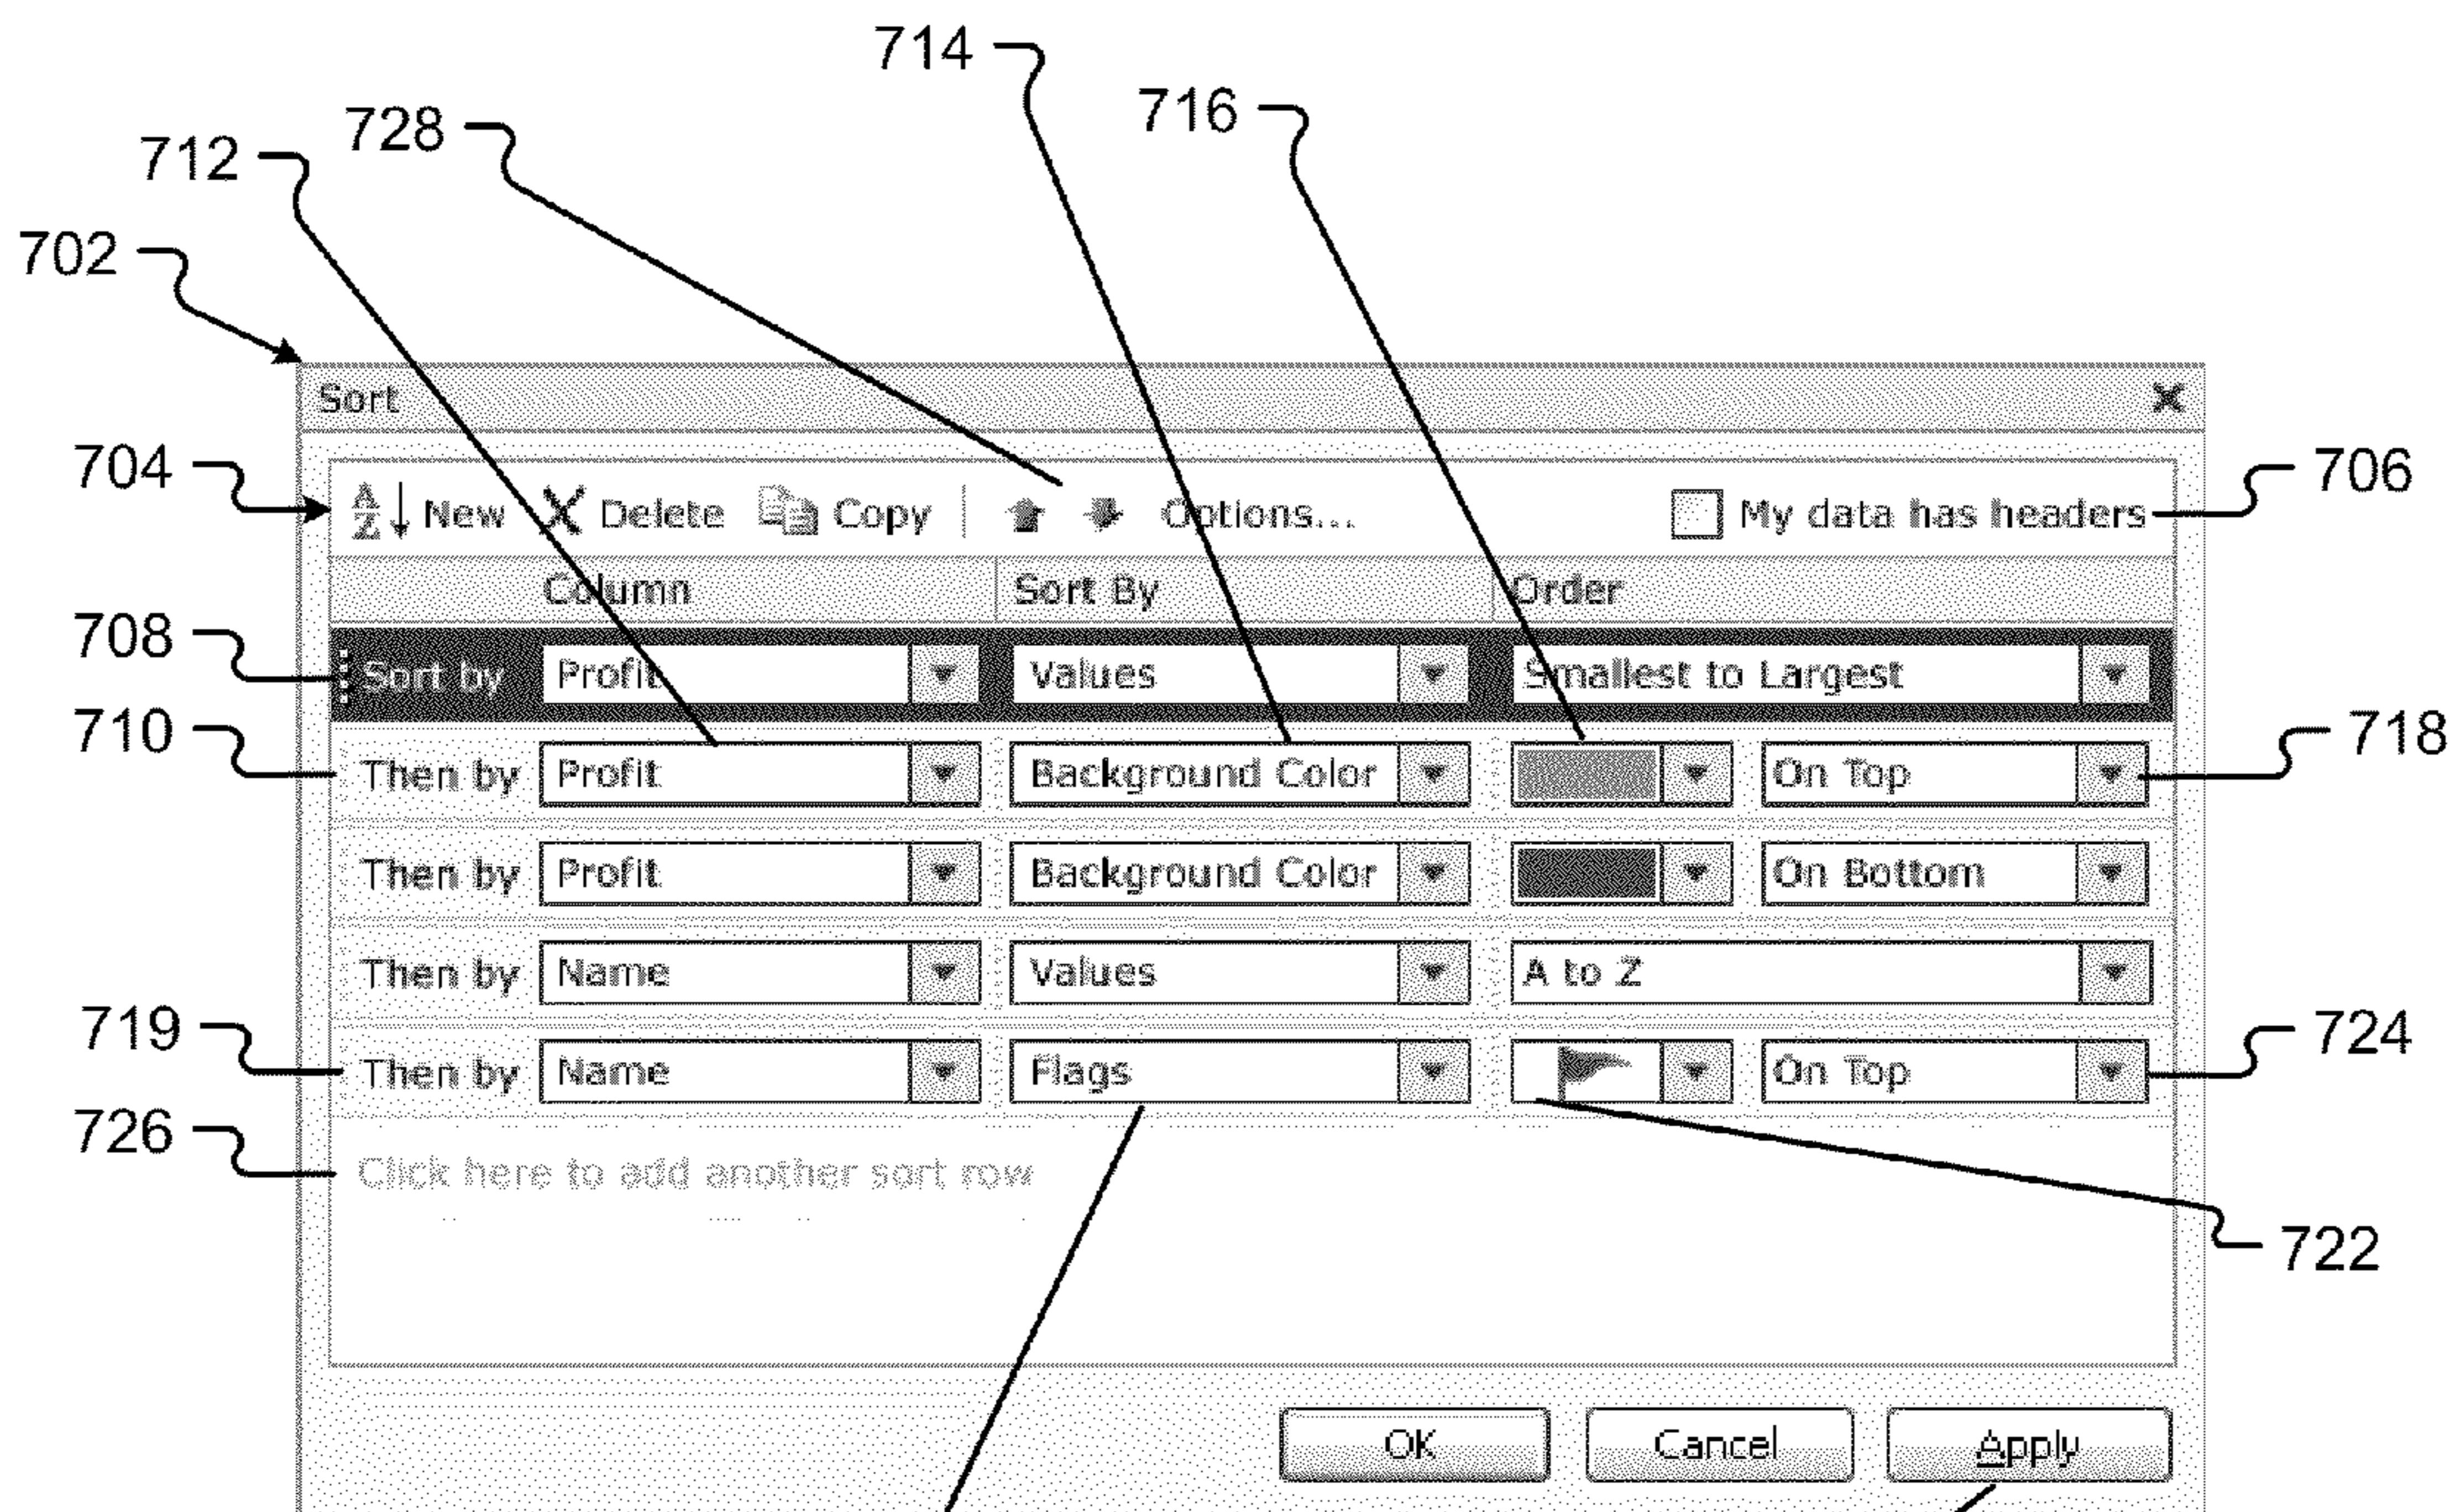 714
716
728
712
702
Sort
704
New Delete Copy Options... My data has headers
706
Column Sort By Order
708
Sort by Profit Values Smallest to Largest
710
Then by Profit Background Color On Top
718
Then by Profit Background Color On Bottom
Then by Name Values A to Z
719
Then by Name Flags On Top
724
726
Click here to add another sort row
722
OK Cancel Apply